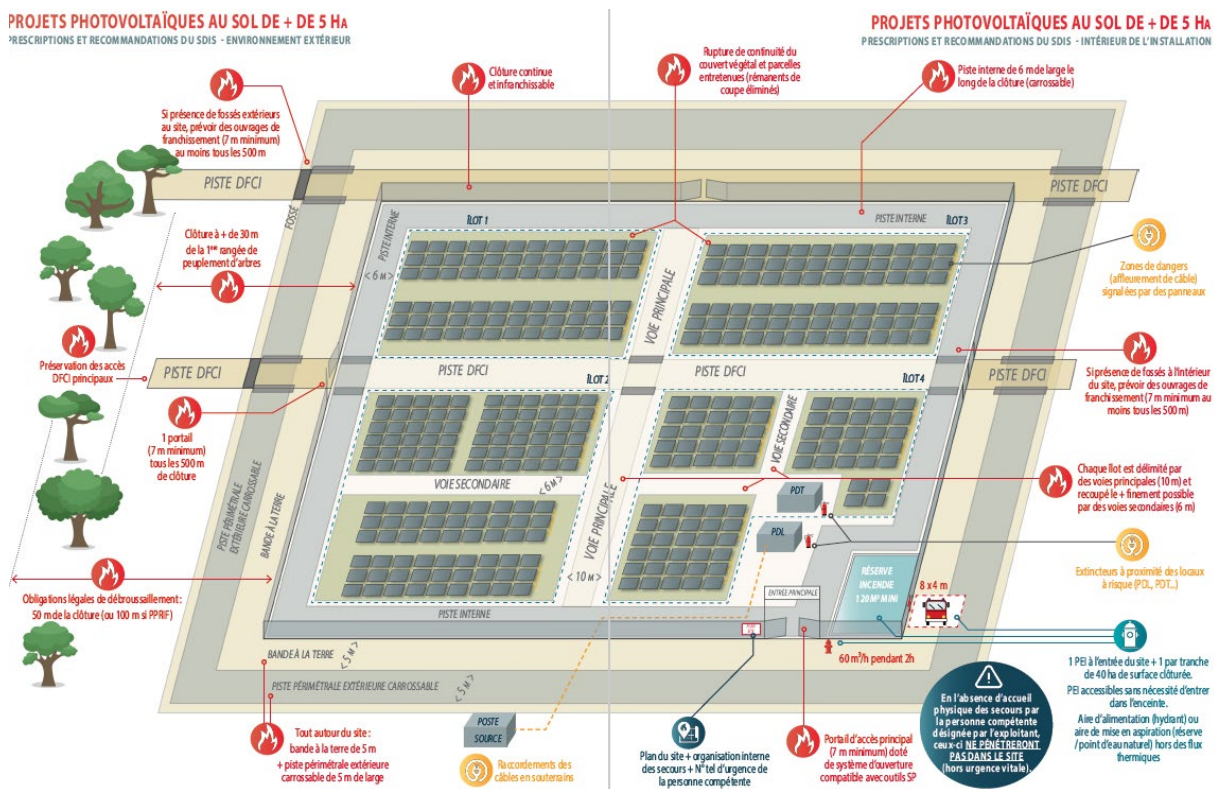 PROJETS PHOTOVOLTAÏQUES AU SOL DE + DE 5 HA
PRESCRIPTIONS ET RECOMMANDATIONS DU SDIS - ENVIRONNEMENT EXTÉRIEUR
PROJETS PHOTOVOLTAÏQUES AU SOL DE + DE 5 HA
PRESCRIPTIONS ET RECOMMANDATIONS DU SDIS - INTÉRIEUR DE L'INSTALLATION
Si présence de fossés extérieurs
au site, prévoir des ouvrages de
franchissement (7 m minimum)
au moins tous les 500 m
Clôture continue
et infranchissable
Rupture de continuité du
couvert végétal et parcelles
entretenues (rémanents de
coupe éliminés)
Piste interne de 6 m de large le
long de la clôture (carrossable)
PISTE DFCI
FOSSÉ
PISTE DFCI
PISTE DFCI
PISTE INTERNE
< 6 M >
ÎLOT 1
VOIE PRINCIPALE
PISTE INTERNE
ÎLOT 3
Clôture à + de 30 m
de la 1ère rangée de
peuplement d'arbres
Zones de dangers
(affleurement de câble)
signalées par des panneaux
Préservation des accès
DFCI principaux
PISTE DFCI
PISTE DFCI
ÎLOT 2
PISTE DFCI
ÎLOT 4
PISTE DFCI
Si présence de fossés à l'intérieur
du site, prévoir des ouvrages de
franchissement (7 m minimum au
moins tous les 500 m)
1 portail
(7 m minimum)
tous les 500 m
de clôture
VOIE SECONDAIRE
< 6 M >
VOIE PRINCIPALE
< 10 M >
VOIE SECONDAIRE
PDT
PDL
Chaque îlot est délimité par
des voies principales (10 m) et
recoupé le + finement possible
par des voies secondaires (6 m)
PISTE PÉRIMÉTRALE
EXTÉRIEURE CARROSSABLE
BANDE À LA TERRE
Extincteurs à proximité des locaux
à risque (PDL, PDT...)
Obligations légales de débroussaillement :
50 m de la clôture (ou 100 m si PPRIF)
RÉSERVE
INCENDIE
120M³ MINI
8 x 4 m
ENTRÉE PRINCIPALE
PISTE INTERNE
60 m³/h pendant 2h
BANDE À LA TERRE
< 5 M >
PISTE PÉRIMÉTRALE EXTÉRIEURE CARROSSABLE
< 5 M >
1 PEI à l'entrée du site + 1 par tranche
de 40 ha de surface clôturée.
PEI accessibles sans nécessité d'entrer
dans l'enceinte.
Aire d'alimentation (hydrant) ou
aire de mise en aspiration (réserve
/ point d'eau naturel) hors des flux
thermiques
En l'absence d'accueil
physique des secours par
la personne compétente
désignée par l'exploitant,
ceux-ci NE PÉNÉTRERONT
PAS DANS LE SITE
(hors urgence vitale).
Tout autour du site :
bande à la terre de 5 m
+ piste périmétrale extérieure
carrossable de 5 m de large
POSTE
SOURCE
Raccordements des
câbles en souterrains
Plan du site + organisation interne
des secours + N° tel d'urgence de
la personne compétente
Portail d'accès principal
(7 m minimum) doté
de système d'ouverture
compatible avec outils SP